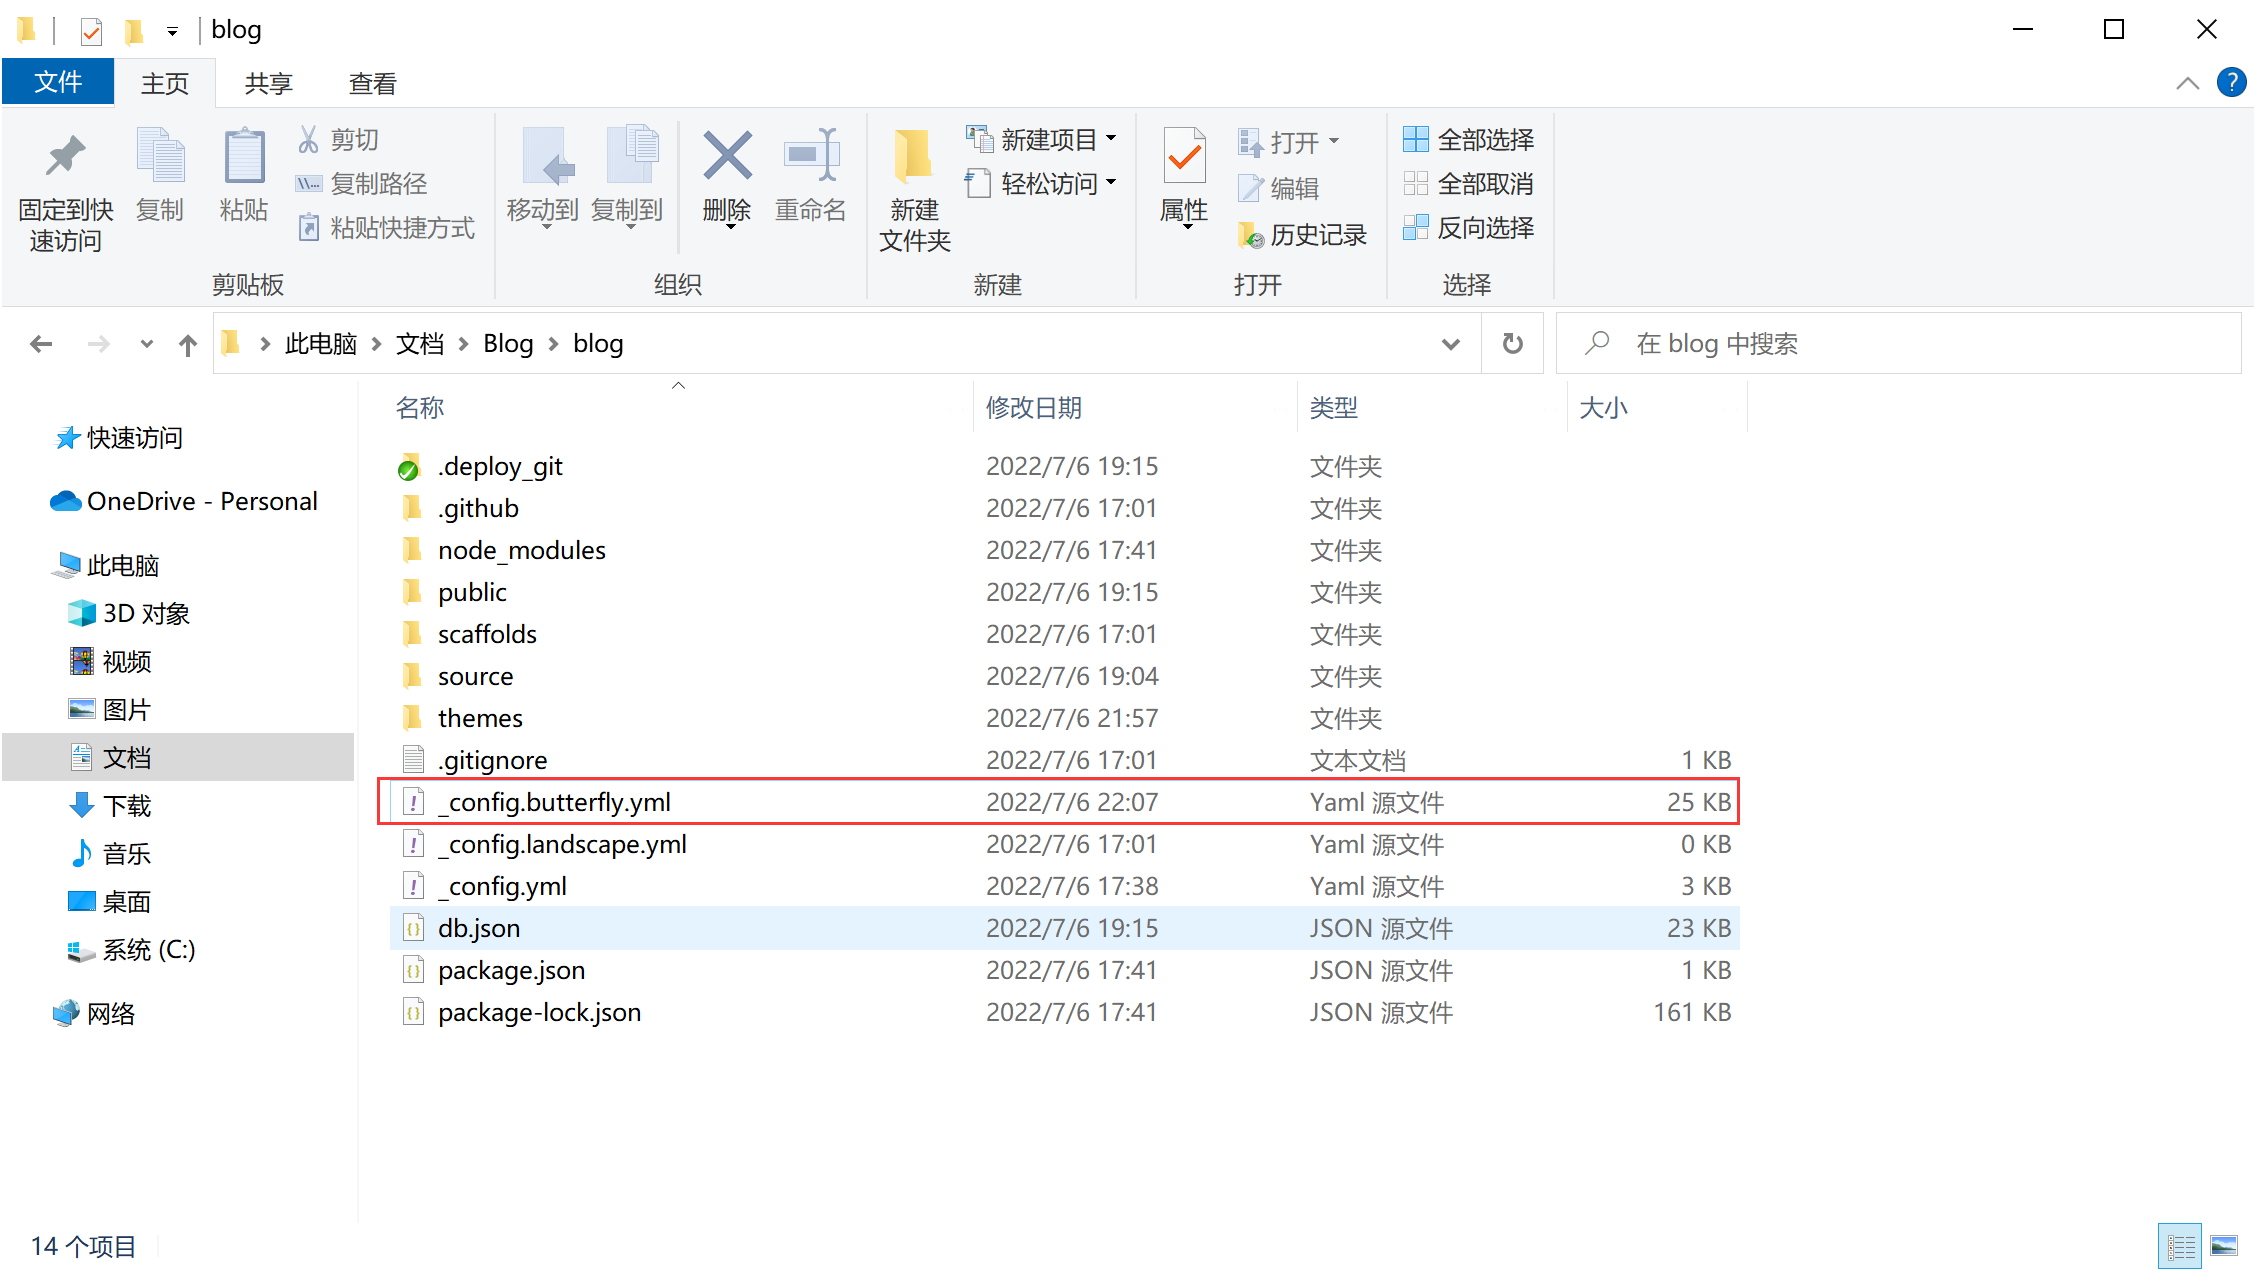 blog
文件 主页 共享 查看
固定到快速访问 复制 粘贴 剪切 复制路径 粘贴快捷方式
移动到 复制到 删除 重命名
新建文件夹 新建项目 轻松访问
属性 打开 编辑 历史记录
全部选择 全部取消 反向选择
剪贴板 组织 新建 打开 选择
此电脑 文档 Blog blog
在 blog 中搜索
快速访问
OneDrive - Personal
此电脑
3D 对象
视频
图片
文档
下载
音乐
桌面
系统 (C:)
网络
名称 修改日期 类型 大小
.deploy_git 2022/7/6 19:15 文件夹
.github 2022/7/6 17:01 文件夹
node_modules 2022/7/6 17:41 文件夹
public 2022/7/6 19:15 文件夹
scaffolds 2022/7/6 17:01 文件夹
source 2022/7/6 19:04 文件夹
themes 2022/7/6 21:57 文件夹
.gitignore 2022/7/6 17:01 文本文档 1 KB
_config.butterfly.yml 2022/7/6 22:07 Yaml 源文件 25 KB
_config.landscape.yml 2022/7/6 17:01 Yaml 源文件 0 KB
_config.yml 2022/7/6 17:38 Yaml 源文件 3 KB
db.json 2022/7/6 19:15 JSON 源文件 23 KB
package.json 2022/7/6 17:41 JSON 源文件 1 KB
package-lock.json 2022/7/6 17:41 JSON 源文件 161 KB
14 个项目